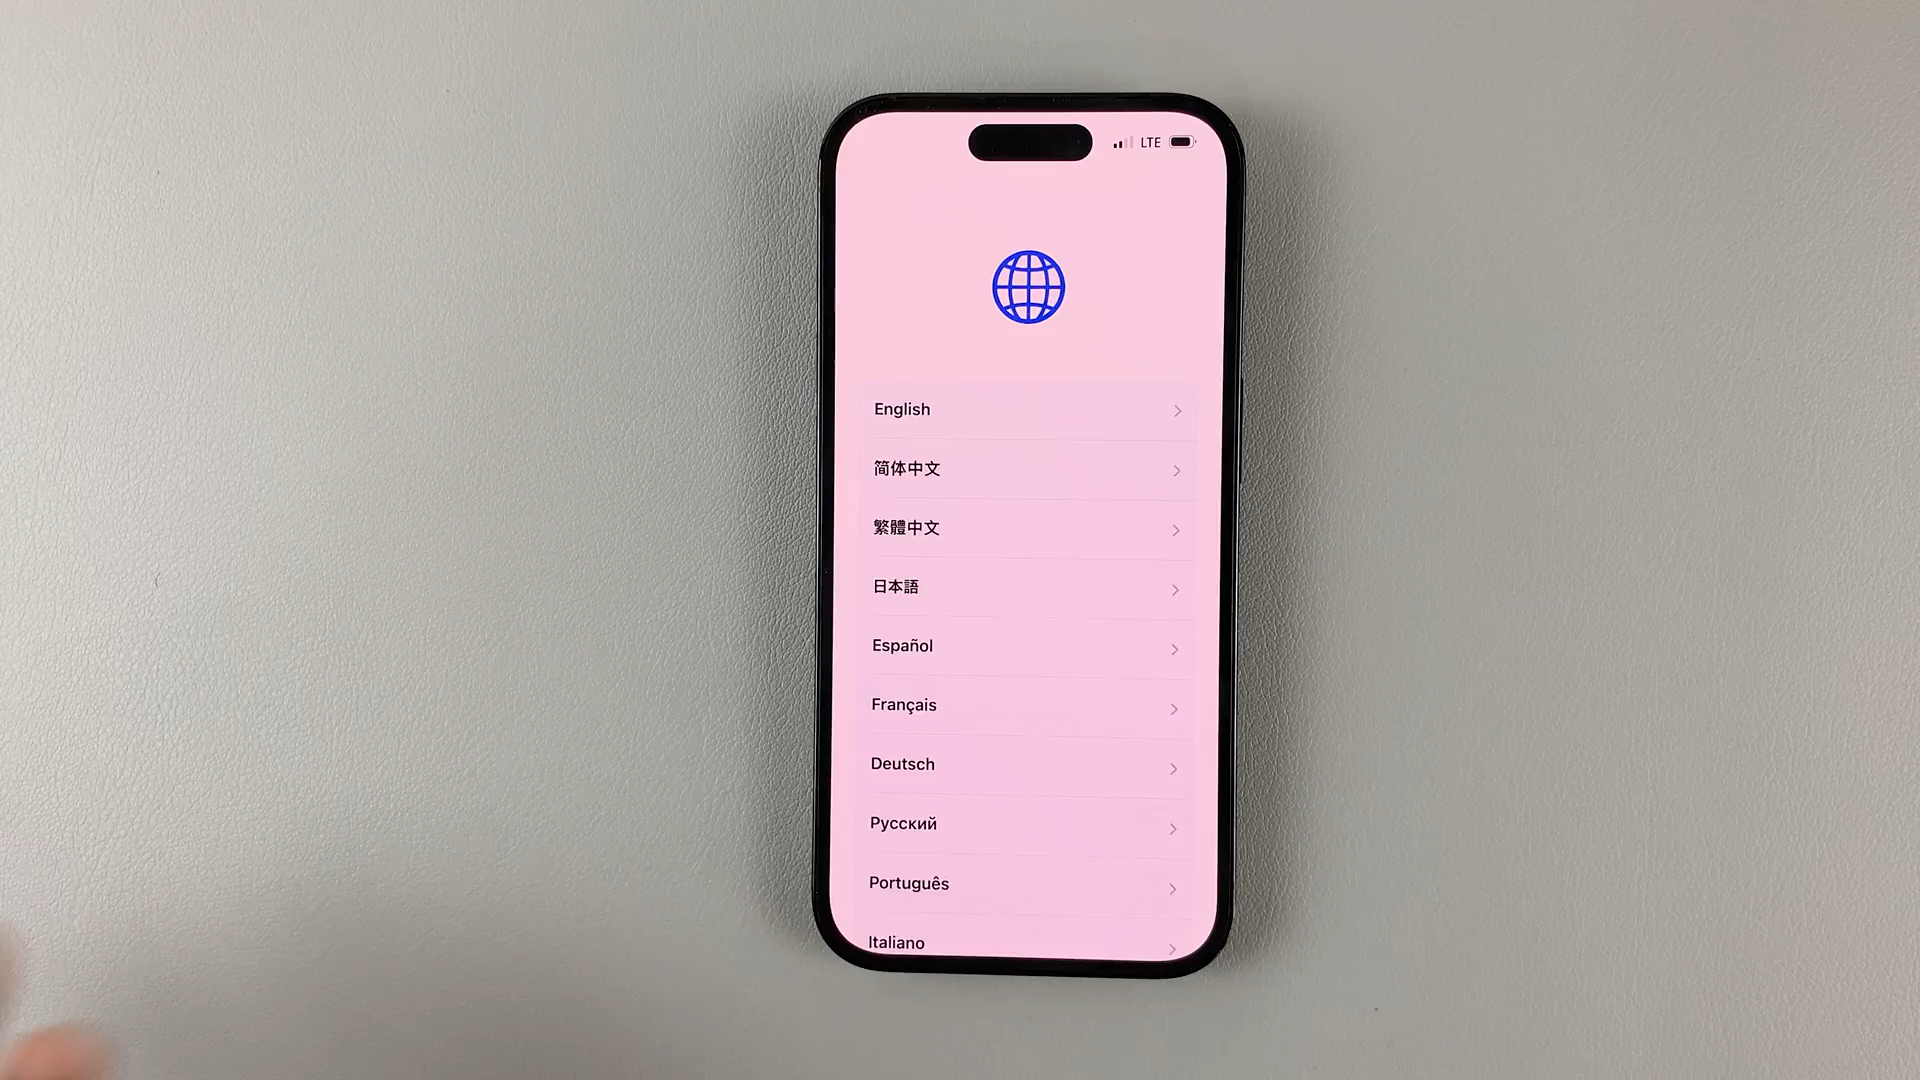 LTE
English
简体中文
繁體中文
日本語
Español
Français
Deutsch
Русский
Português
Italiano